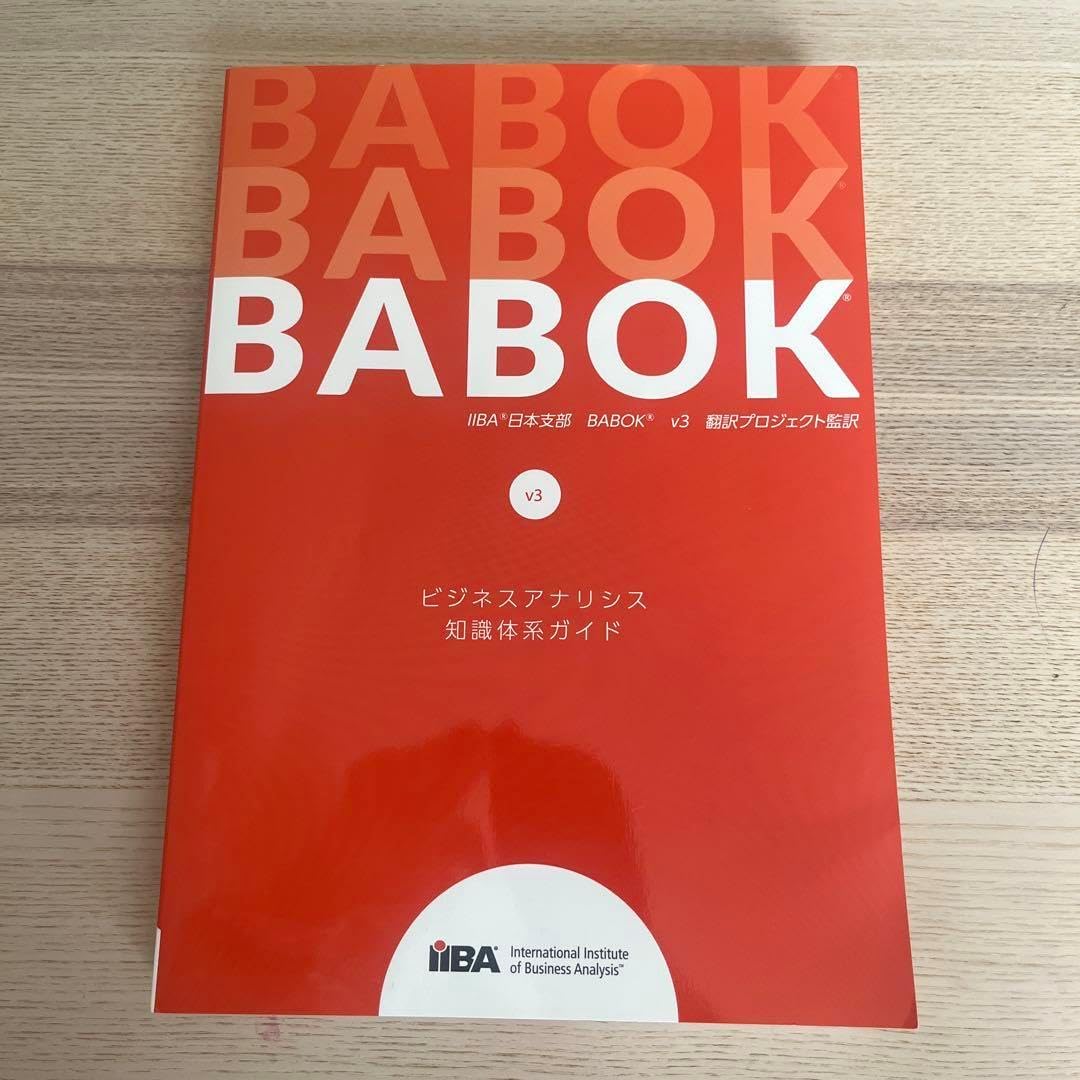 BABOK®
BABOK®
BABOK®
IIBA®日本支部 BABOK® v3 翻訳プロジェクト監訳
v3
ビジネスアナリシス
知識体系ガイド
IIBA® International Institute
of Business Analysis™